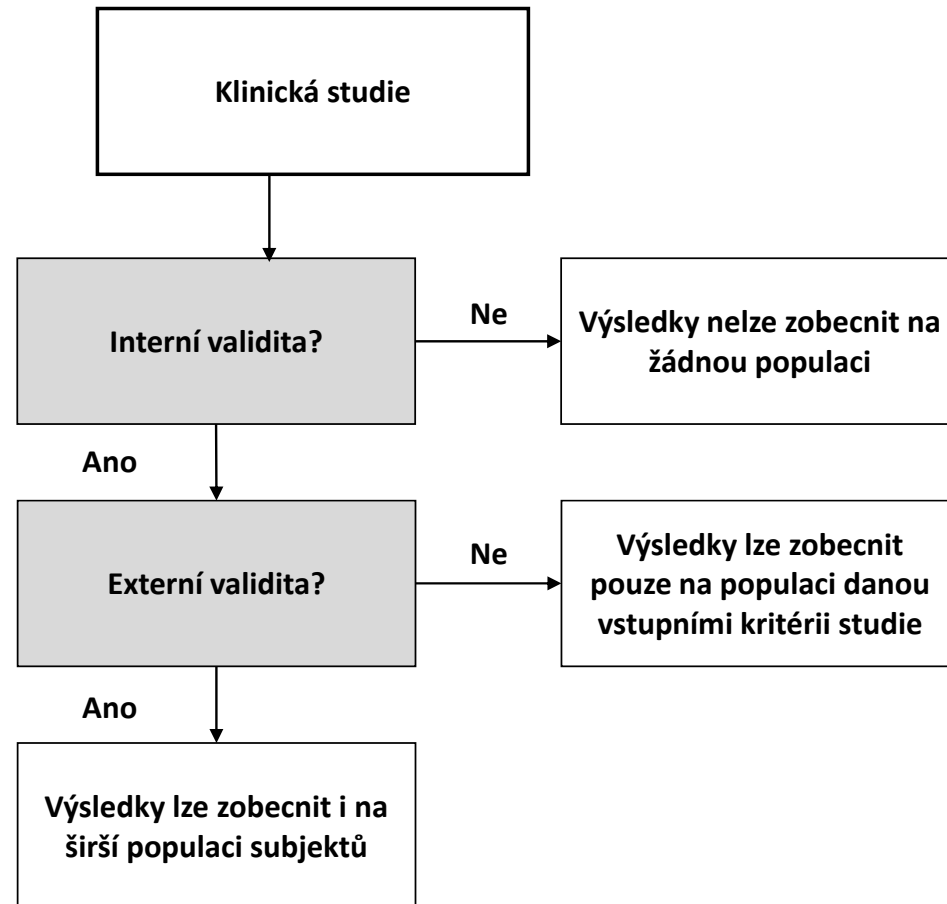 Klinická studie
Interní validita?
Ne
Výsledky nelze zobecnit na
žádnou populaci
Ano
Externí validita?
Ne
Výsledky lze zobecnit
pouze na populaci danou
vstupními kritérii studie
Ano
Výsledky lze zobecnit i na
širší populaci subjektů